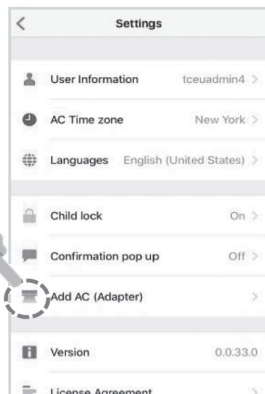 Settings
User Information tceuadmin4
AC Time zone New York
Languages English (United States)
Child lock On
Confirmation pop up Off
Add AC (Adapter)
Version 0.0.33.0
License Agreement